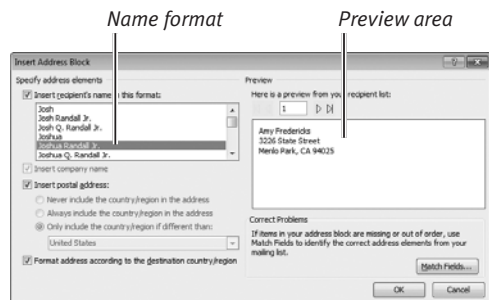 Name format
Preview area
Insert Address Block
Specify address elements
Insert recipient's name in this format:
Josh
Josh Randall Jr.
Josh Q. Randall Jr.
Joshua
Joshua Randall Jr.
Joshua Q. Randall Jr.
Insert company name
Insert postal address:
Never include the country/region in the address
Always include the country/region in the address
Only include the country/region if different than:
United States
Format address according to the destination country/region
Preview
Here is a preview from your recipient list:
1
Amy Fredericks
3226 State Street
Menlo Park, CA 94025
Correct Problems
If items in your address block are missing or out of order, use
Match Fields to identify the correct address elements from your
mailing list.
Match Fields...
OK
Cancel